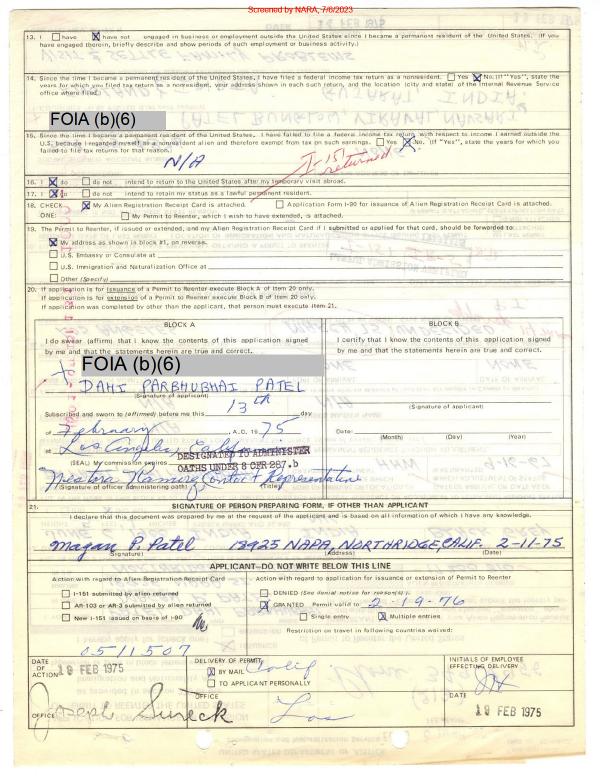 Screened by NARA, 7/6/2023
13. I have have not engaged in business or employment outside the United States since I became a permanent resident of the United States. (If you
have engaged therein, briefly describe and show periods of such employment or business activity.)
14. Since the time I became a permanent resident of the United States, I have filed a federal income tax return as a nonresident. Yes No. (If "Yes", state the
years for which you filed tax return as a nonresident, your address shown in each such return, and the location (city and state) of the Internal Revenue Service
office where filed.
FOIA (b)(6)
15. Since the time I became a permanent resident of the United States, I have failed to file a federal income tax return with respect to income I earned outside the
U.S. because I regarded myself as a nonresident alien and therefore exempt from tax on such earnings. Yes No. (If "Yes", state the years for which you
failed to file tax returns for that reason.)
N/A
I-151 returned
16. I do do not intend to return to the United States after my temporary visit abroad.
17. I do do not intend to retain my status as a lawful permanent resident.
18. CHECK My Alien Registration Receipt Card is attached. Application Form I-90 for issuance of Alien Registration Receipt Card is attached.
ONE: My Permit to Reenter, which I wish to have extended, is attached.
19. The Permit to Reenter, if issued or extended, and my Alien Registration Receipt Card if I submitted or applied for that card, should be forwarded to:
My address as shown in block #1, on reverse.
U.S. Embassy or Consulate at
U.S. Immigration and Naturalization Office at
Other (Specify)
20. If application is for issuance of a Permit to Reenter execute Block A of Item 20 only.
If application is for extension of a Permit to Reenter execute Block B of Item 20 only.
If application was completed by other than the applicant, that person must execute item 21.
BLOCK A
I do swear (affirm) that I know the contents of this application signed
by me and that the statements herein are true and correct.
FOIA (b)(6)
DAHI PARBHUBHAI PATEL
(Signature of applicant)
Subscribed and sworn to (affirmed) before me this 13th day
of February A.D. 1975
at Los Angeles, California
(SEAL) My commission expires
DESIGNATED TO ADMINISTER
OATHS UNDER 8 CFR 287.b
Contact Representative
(Signature of officer administering oath) (Title)
BLOCK B
I certify that I know the contents of this application signed
by me and that the statements herein are true and correct.
(Signature of applicant)
Date:
(Month) (Day) (Year)
21. SIGNATURE OF PERSON PREPARING FORM, IF OTHER THAN APPLICANT
I declare that this document was prepared by me at the request of the applicant and is based on all information of which I have any knowledge.
Magan P. Patel 18925 NAPA, NORTHRIDGE, CALIF. 2-11-75
(Signature) (Address) (Date)
APPLICANT—DO NOT WRITE BELOW THIS LINE
Action with regard to Alien Registration Receipt Card
I-151 submitted by alien returned
AR-103 or AR-3 submitted by alien returned
New I-151 issued on basis of I-90
Action with regard to application for issuance or extension of Permit to Reenter
DENIED (See denial notice for reason(s).)
GRANTED Permit valid to: 2-19-76
Single entry Multiple entries
Restriction on travel in following countries waived:
0511507
DATE
OF
ACTION
19 FEB 1975
OFFICE
Joseph Sureck
DELIVERY OF PERMIT
BY MAIL
TO APPLICANT PERSONALLY
Calif
OFFICE
Los
INITIALS OF EMPLOYEE
EFFECTING DELIVERY
DATE
19 FEB 1975